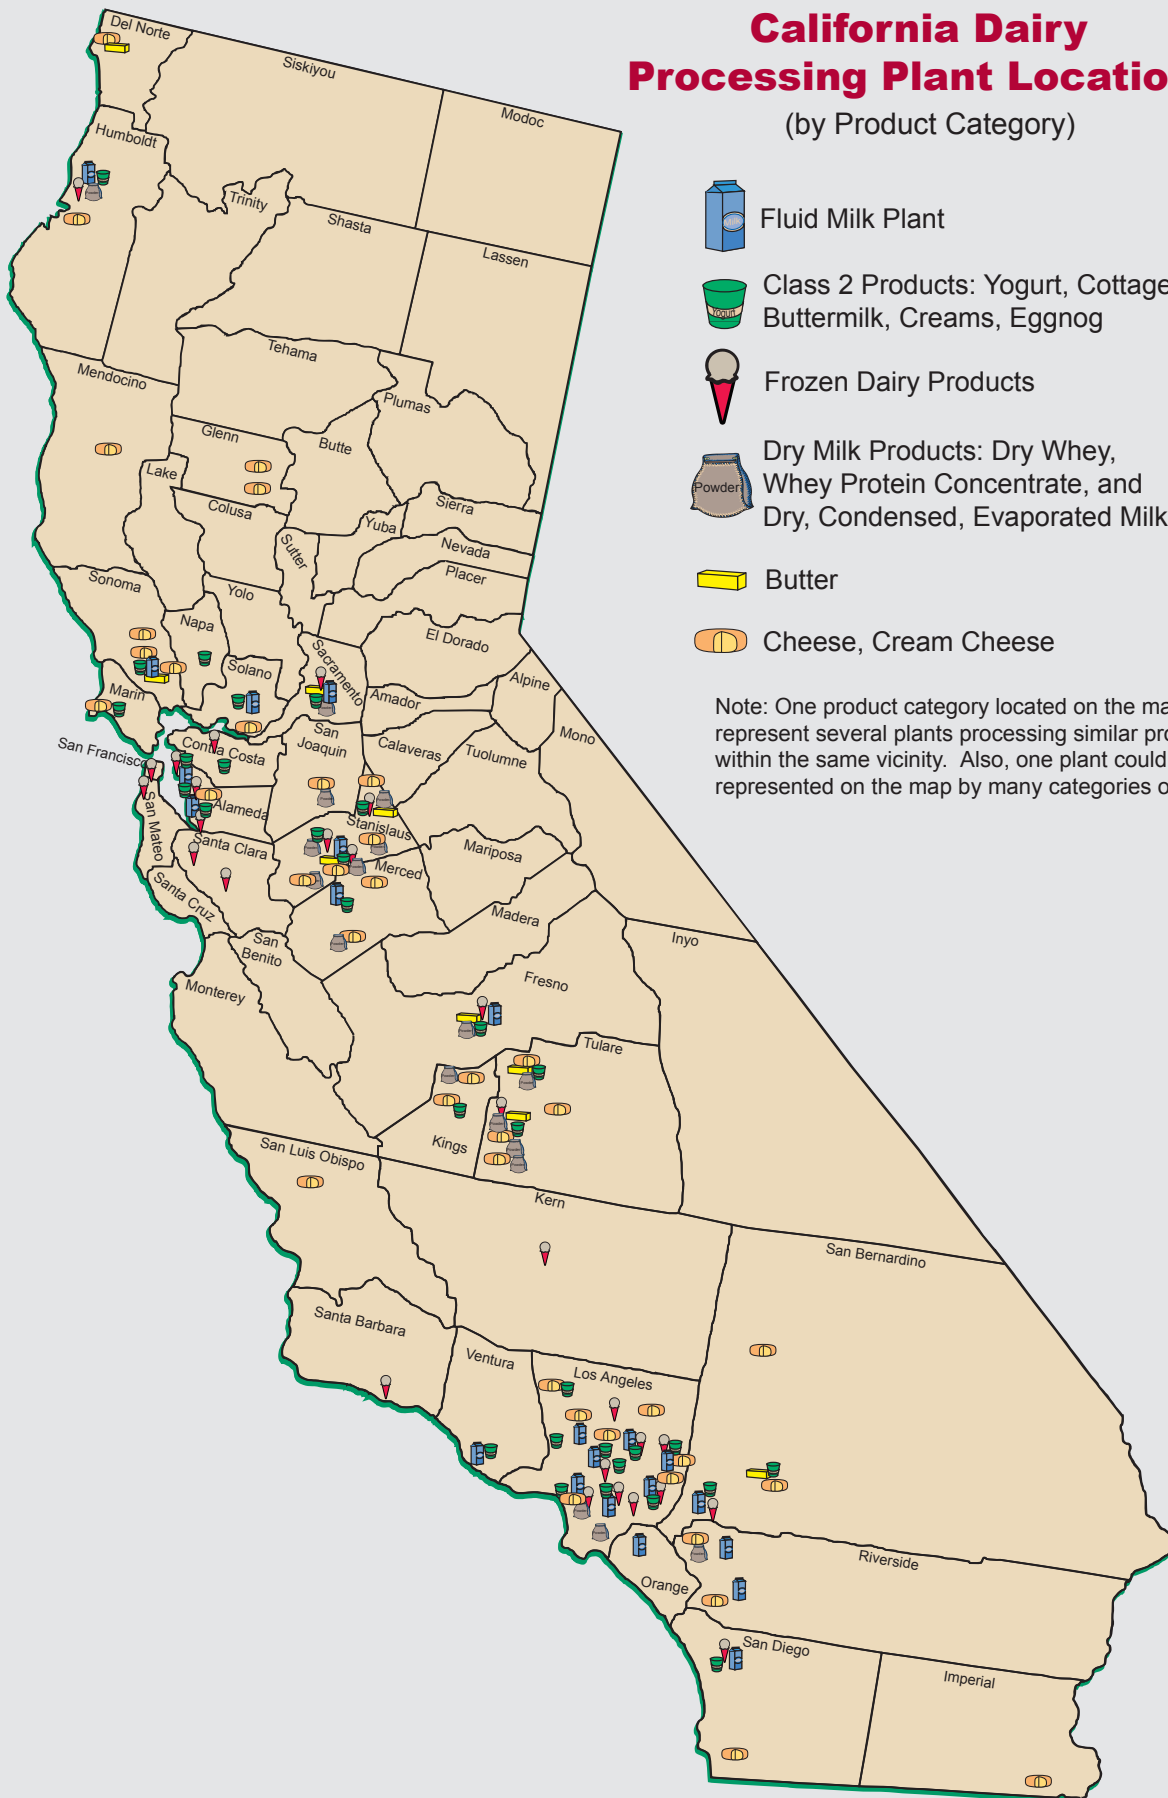 California Dairy
Processing Plant Locatio
(by Product Category)
Fluid Milk Plant
Class 2 Products: Yogurt, Cottage
Buttermilk, Creams, Eggnog
Yogurt
Frozen Dairy Products
Dry Milk Products: Dry Whey,
Whey Protein Concentrate, and
Dry, Condensed, Evaporated Milk
Powder
Butter
Cheese, Cream Cheese
Note: One product category located on the ma
represent several plants processing similar pro
within the same vicinity. Also, one plant could
represented on the map by many categories o
Del Norte
Siskiyou
Modoc
Humboldt
Trinity
Shasta
Lassen
Tehama
Mendocino
Plumas
Glenn
Butte
Lake
Colusa
Sierra
Yuba
Sutter
Nevada
Placer
Sonoma
Yolo
Napa
El Dorado
Sacramento
Solano
Alpine
Marin
Amador
Mono
San Francisco
Contra Costa
San
Joaquin
Calaveras
Tuolumne
Alameda
San Mateo
Stanislaus
Santa Clara
Mariposa
Merced
Santa Cruz
Madera
San
Benito
Inyo
Monterey
Fresno
Tulare
Kings
San Luis Obispo
Kern
San Bernardino
Santa Barbara
Ventura
Los Angeles
Riverside
Orange
San Diego
Imperial